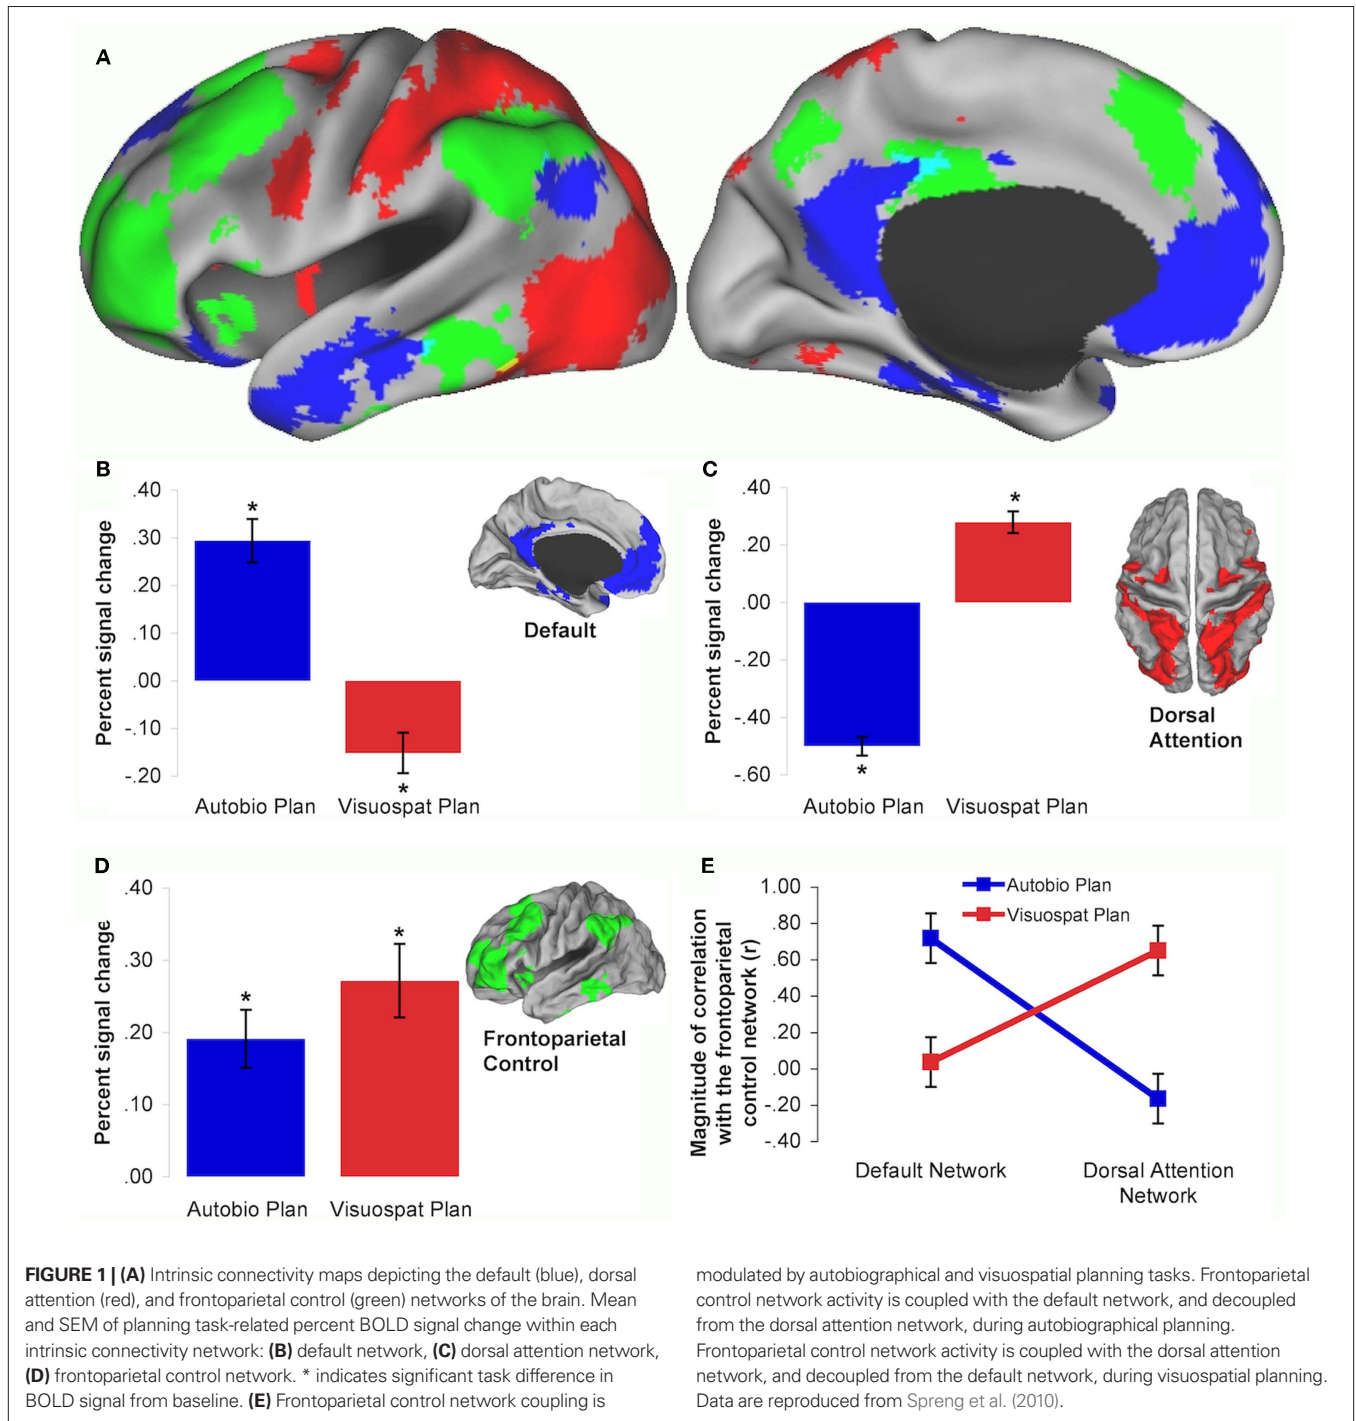 A
B
.40
.30
.20
.10
.00
-.10
-.20
Percent signal change
*
*
Autobio Plan
Visuospat Plan
Default
C
.40
.20
.00
-.20
-.40
-.60
Percent signal change
*
*
Autobio Plan
Visuospat Plan
Dorsal
Attention
D
.40
.30
.20
.10
.00
Percent signal change
*
*
Autobio Plan
Visuospat Plan
Frontoparietal
Control
E
Autobio Plan
Visuospat Plan
1.00
.80
.60
.40
.20
.00
-.20
-.40
Magnitude of correlation
with the frontoparietal
control network (r)
Default Network
Dorsal Attention
Network
FIGURE 1 | (A) Intrinsic connectivity maps depicting the default (blue), dorsal
attention (red), and frontoparietal control (green) networks of the brain. Mean
and SEM of planning task-related percent BOLD signal change within each
intrinsic connectivity network: (B) default network, (C) dorsal attention network,
(D) frontoparietal control network. * indicates significant task difference in
BOLD signal from baseline. (E) Frontoparietal control network coupling is
modulated by autobiographical and visuospatial planning tasks. Frontoparietal
control network activity is coupled with the default network, and decoupled
from the dorsal attention network, during autobiographical planning.
Frontoparietal control network activity is coupled with the dorsal attention
network, and decoupled from the default network, during visuospatial planning.
Data are reproduced from Spreng et al. (2010).